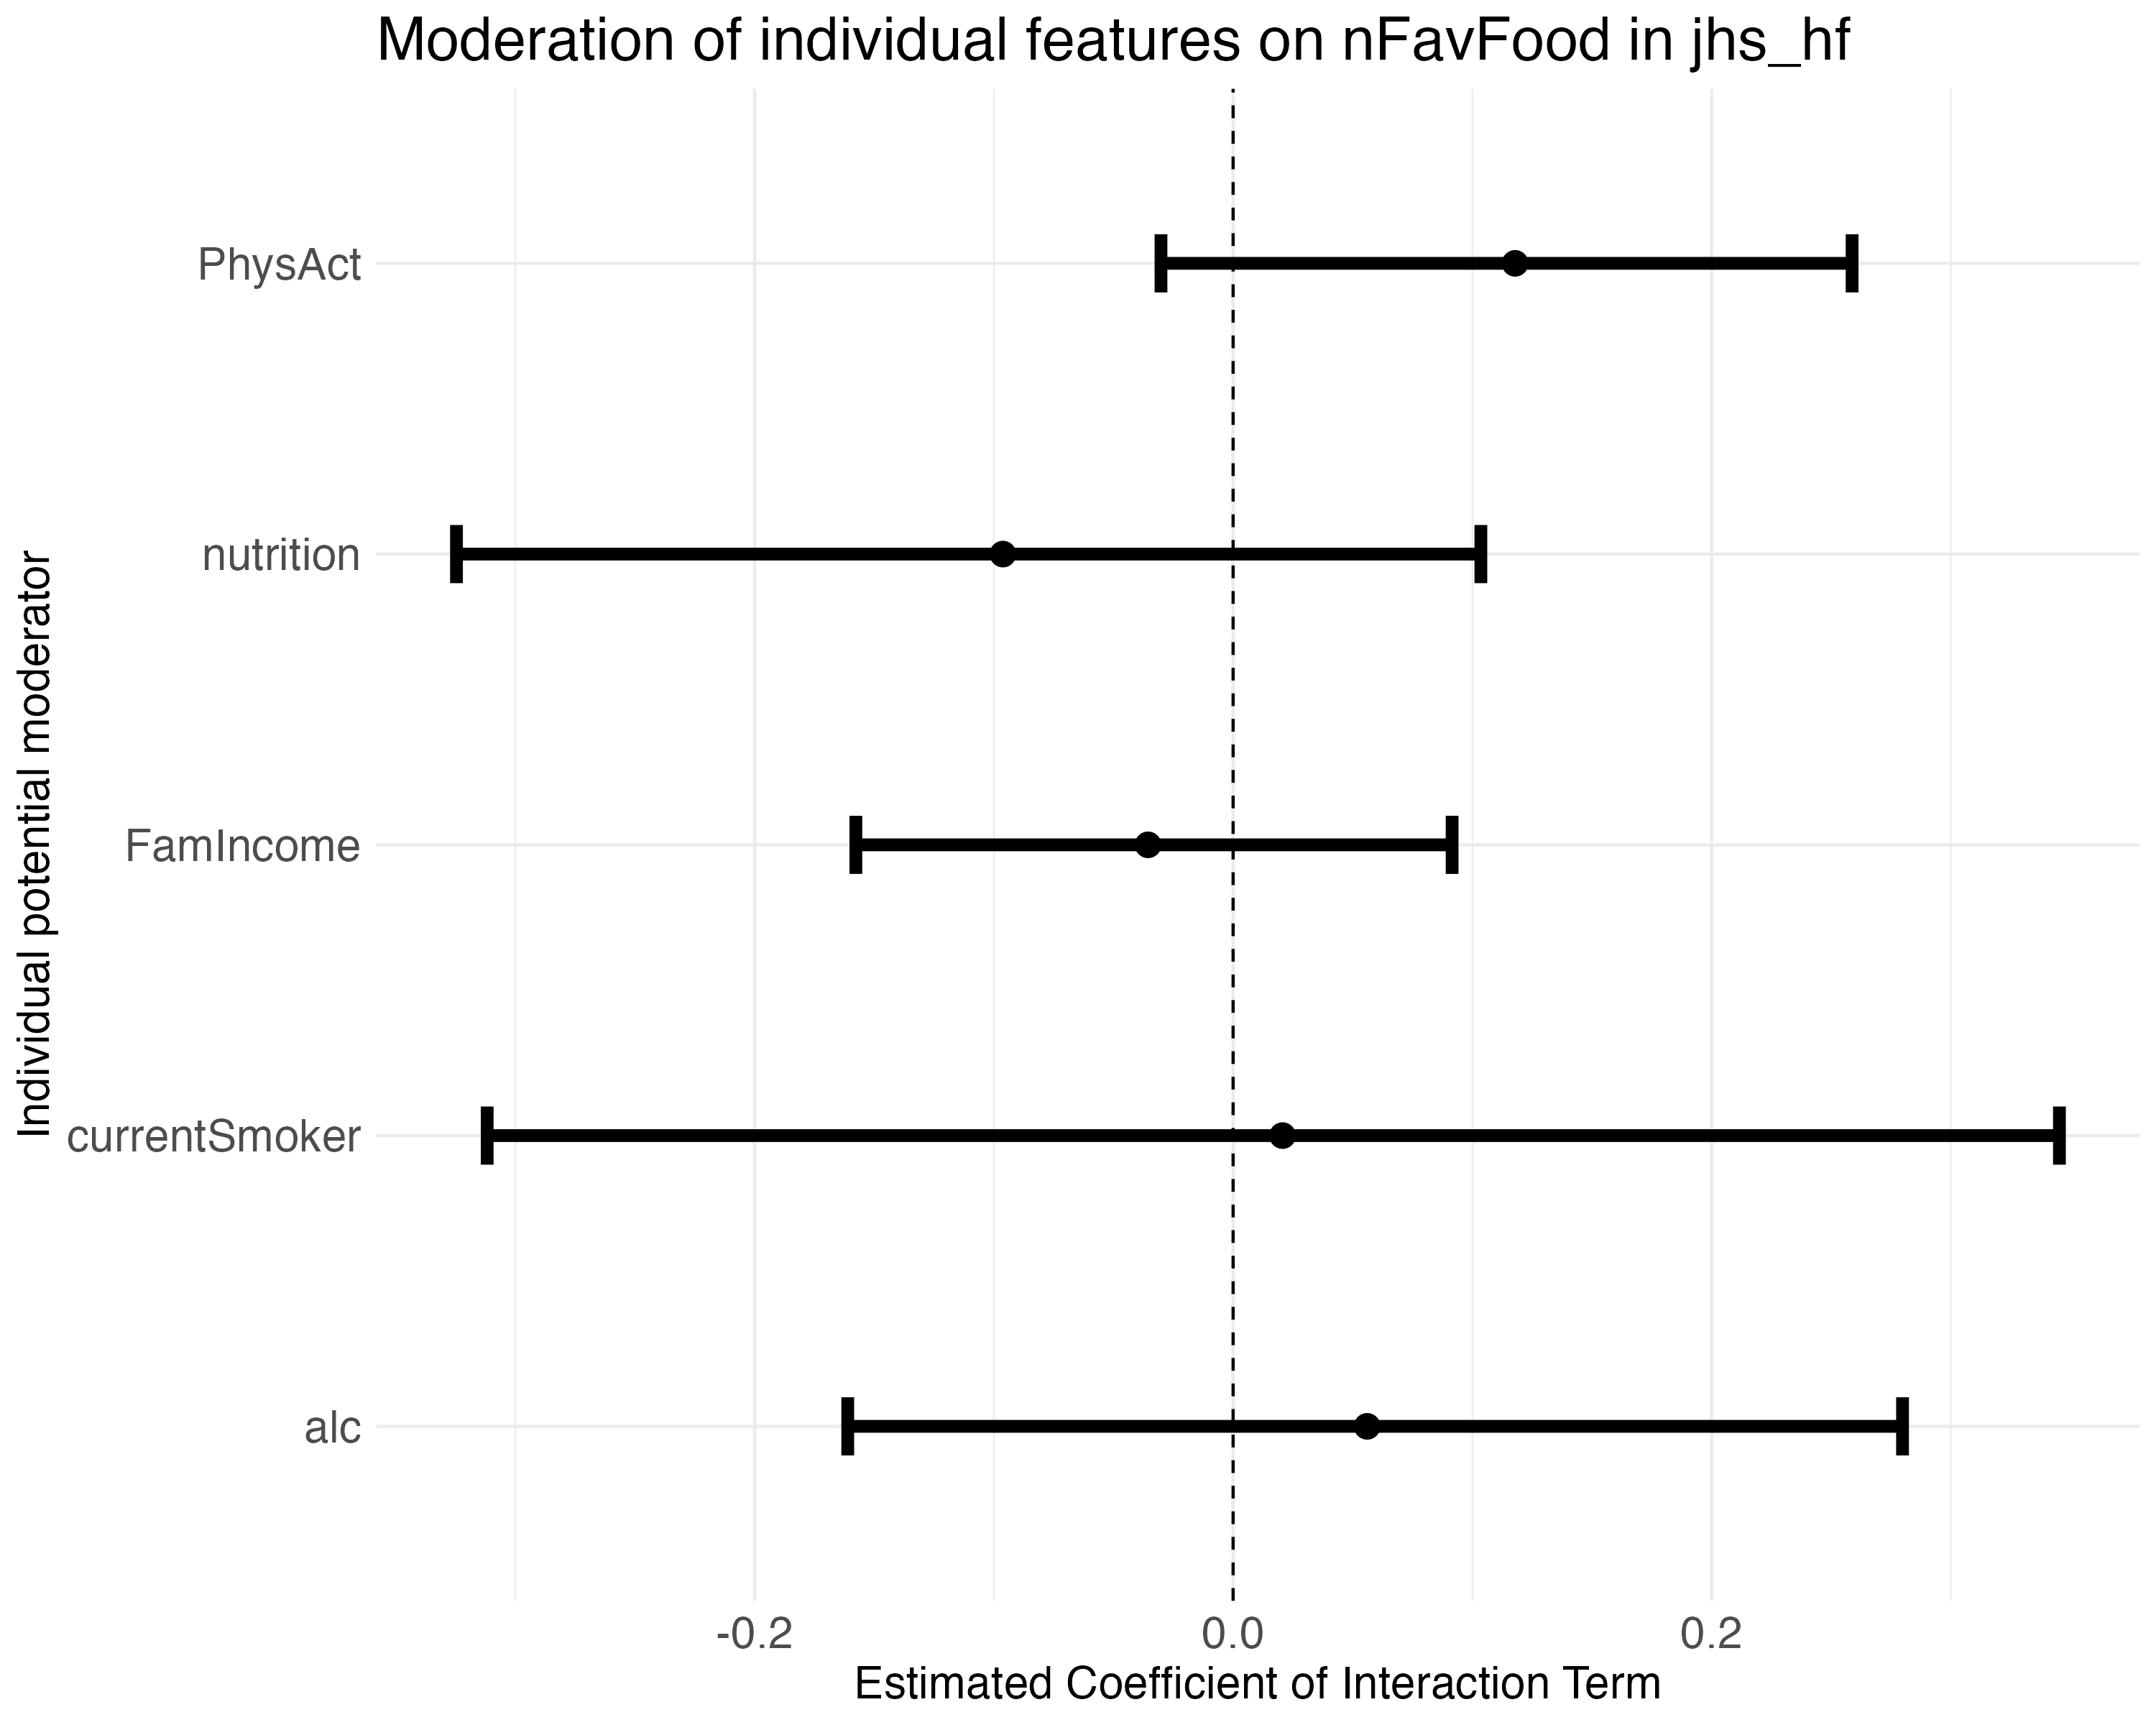 Moderation of individual features on nFavFood in jhs_hf
Individual potential moderator
PhysAct
nutrition
FamIncome
currentSmoker
alc
-0.2 0.0 0.2
Estimated Coefficient of Interaction Term